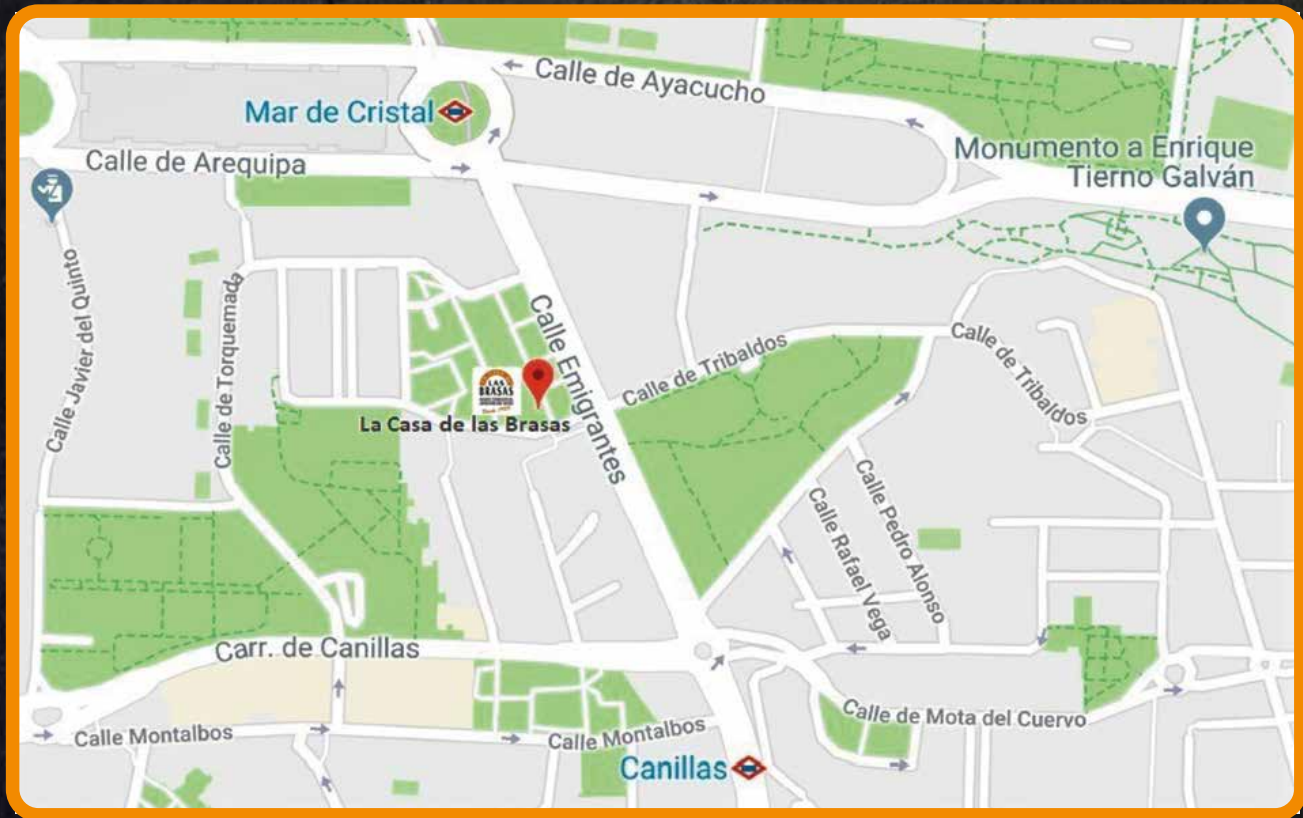 Calle de Ayacucho
Mar de Cristal
Calle de Arequipa
Monumento a Enrique
Tierno Galván
Calle Javier del Quinto
Calle de Torquemada
Calle Emigrantes
Calle de Tribaldos
Calle de Tribaldos
LAS
BRASAS
La Casa de las Brasas
Calle Pedro Alonso
Calle Rafael Vega
Carr. de Canillas
Calle de Mota del Cuervo
Calle Montalbos
Calle Montalbos
Canillas